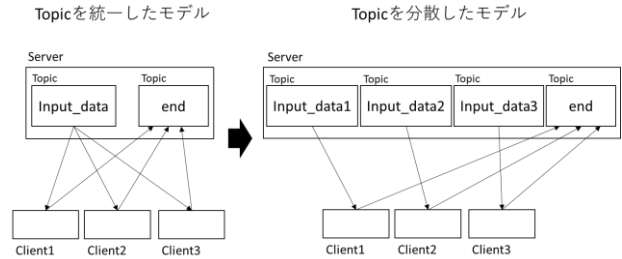 Topicを統一したモデル
Topicを分散したモデル
Server
Topic
Topic
Input_data
end
Client1
Client2
Client3
Server
Topic
Topic
Topic
Topic
Input_data1
Input_data2
Input_data3
end
Client1
Client2
Client3